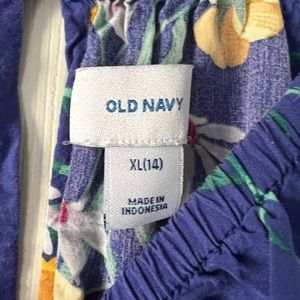 OLD NAVY
XL(14)
MADE IN
INDONESIA